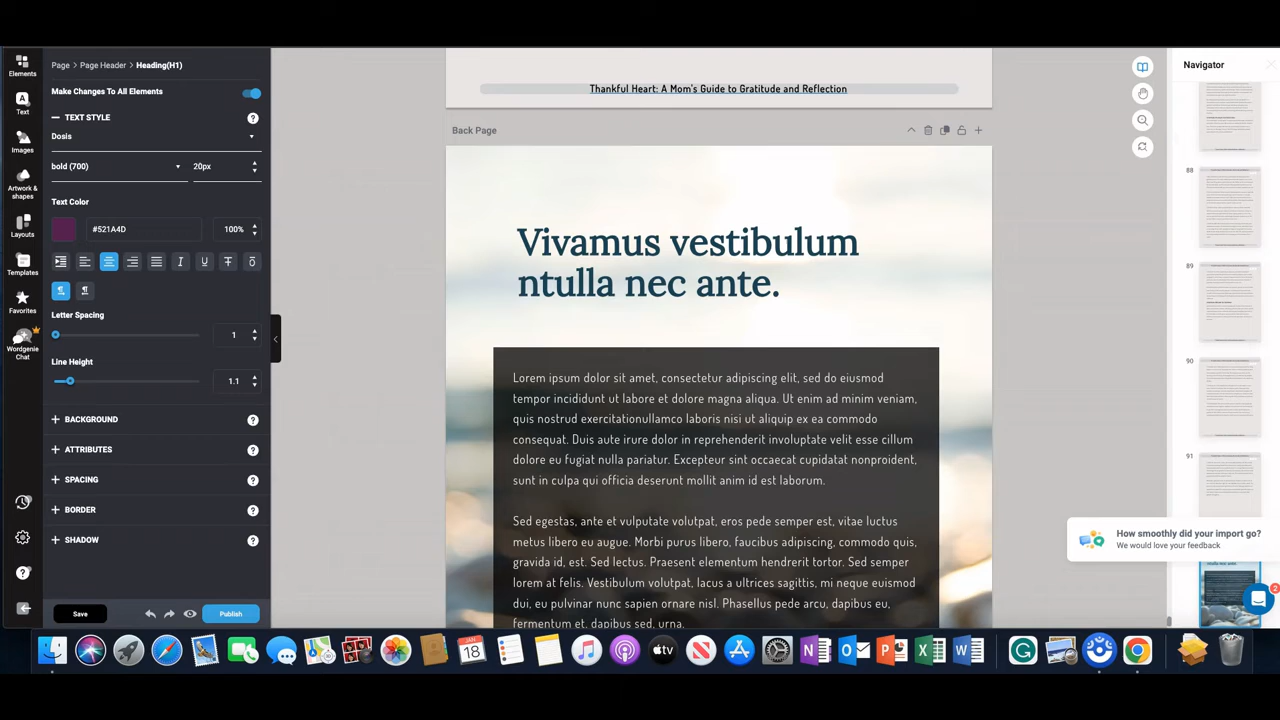 Elements
Text
Images
Artwork & shapes
Layouts
Templates
Favorites
Wordgenie Chat
Page > Page Header > Heading(H1)
Make Changes To All Elements
TEXT STYLE
Dosis
bold (700)
20px
Text Color
#521A4D
100%
Letter Spacing
1
Line Height
1.1
BACKGROUND
ATTRIBUTES
SPACING
BORDER
SHADOW
Save
Publish
Thankful Heart: A Mom's Guide to Gratitude and Reflection
Back Page
Vivamus vestibulum
ntulla nec ante.
Lorem ipsum dolor sit amet, consectetur adipiscing elit, sed do eiusmod
tempor incididunt ut labore et dolore magna aliqua. Ut enim ad minim veniam,
quis nostrud exercitationullamco laboris nisi ut aliquip ex ea commodo
consequat. Duis aute irure dolor in reprehenderit involuptate velit esse cillum
dolore eu fugiat nulla pariatur. Excepteur sint occaecat cupidatat nonproident,
sunt in culpa qui officia deserunt mollit anim id est laborum.
Sed egestas, ante et vulputate volutpat, eros pede semper est, vitae luctus
metus libero eu augue. Morbi purus libero, faucibus adipiscing, commodo quis,
gravida id, est. Sed lectus. Praesent elementum hendrerit tortor. Sed semper
lorem at felis. Vestibulum volutpat, lacus a ultrices sagittis, mi neque euismod
dui, eu pulvinar nunc sapien ornare nisl. Phasellus pede arcu, dapibus eu,
fermentum et, dapibus sed, urna.
Navigator
88
89
90
91
How smoothly did your import go?
We would love your feedback
2
JAN
18